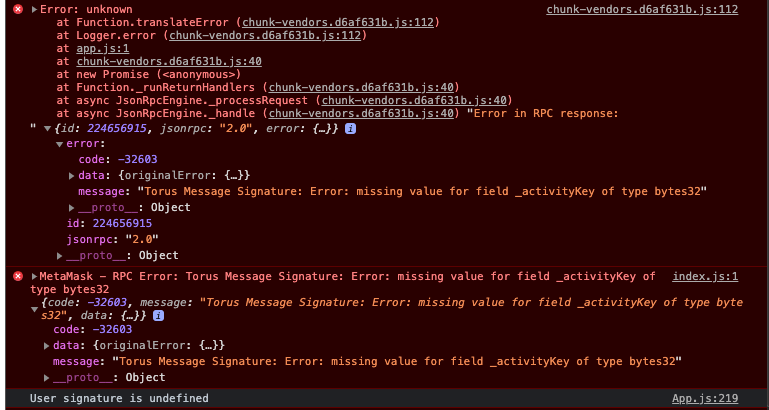 Error: unknown chunk-vendors.d6af631b.js:112
at Function.translateError (chunk-vendors.d6af631b.js:112)
at Logger.error (chunk-vendors.d6af631b.js:112)
at app.js:1
at chunk-vendors.d6af631b.js:40
at new Promise (<anonymous>)
at Function._runReturnHandlers (chunk-vendors.d6af631b.js:40)
at async JsonRpcEngine._processRequest (chunk-vendors.d6af631b.js:40)
at async JsonRpcEngine._handle (chunk-vendors.d6af631b.js:40) "Error in RPC response:
" {id: 224656915, jsonrpc: "2.0", error: {…}} i
error:
code: -32603
data: {originalError: {…}}
message: "Torus Message Signature: Error: missing value for field _activityKey of type bytes32"
__proto__: Object
id: 224656915
jsonrpc: "2.0"
__proto__: Object
MetaMask - RPC Error: Torus Message Signature: Error: missing value for field _activityKey of index.js:1
type bytes32
{code: -32603, message: "Torus Message Signature: Error: missing value for field _activityKey of type byte
s32", data: {…}} i
code: -32603
data: {originalError: {…}}
message: "Torus Message Signature: Error: missing value for field _activityKey of type bytes32"
__proto__: Object
User signature is undefined App.js:219